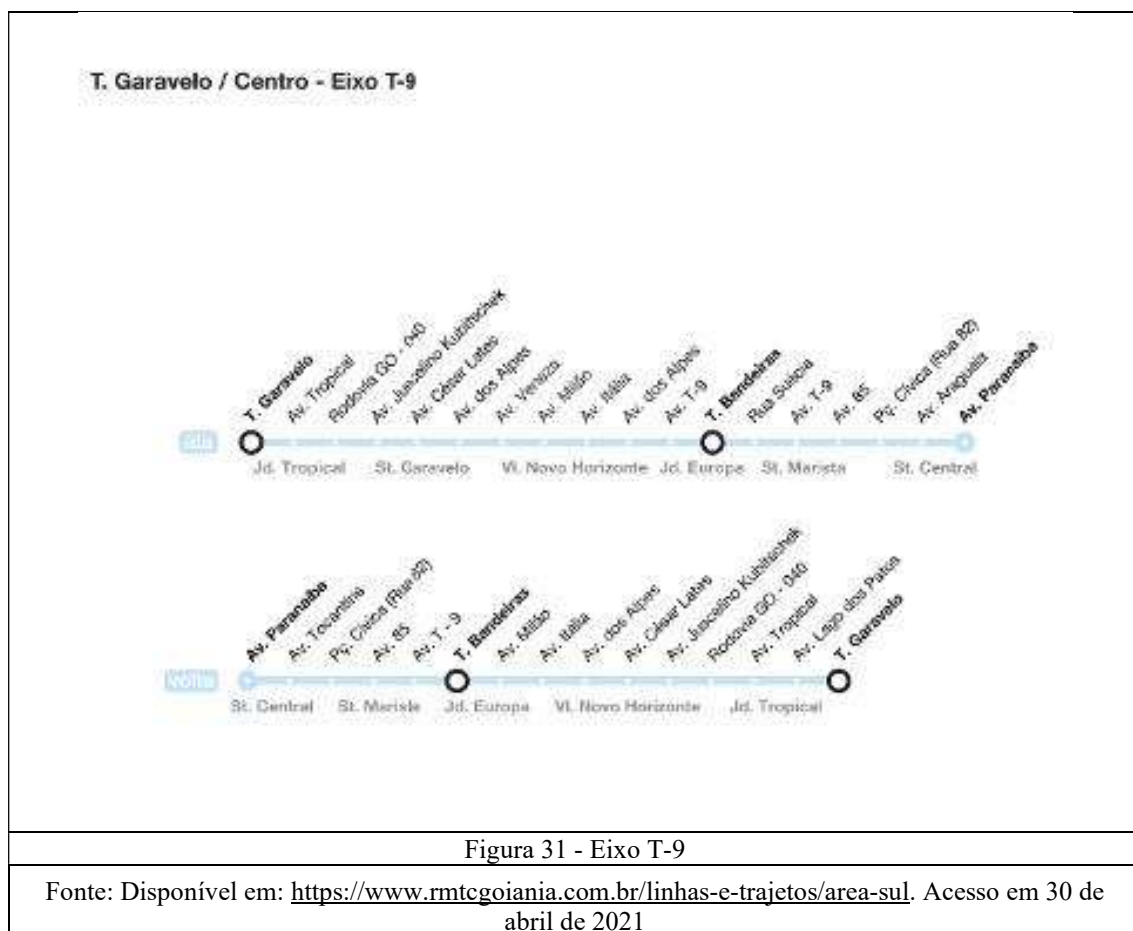 T. Garavelo / Centro - Eixo T-9
T. Garavelo
Av. Tropical
Rodovia GO - 040
Av. Juscelino Kubitschek
Av. César Lates
Av. dos Alpes
Av. Veneza
Av. Milão
Av. Itália
Av. dos Alpes
Av. T-9
T. Bandeiras
Rua Suécia
Av. T-9
Av. 85
Pç. Cívica (Rua 82)
Av. Araguaia
Av. Paranaíba
ida
Jd. Tropical St. Garavelo Vl. Novo Horizonte Jd. Europa St. Marista St. Central
Av. Paranaíba
Av. Tocantins
Pç. Cívica (Rua 82)
Av. 85
Av. T - 9
T. Bandeiras
Av. Milão
Av. Itália
Av. dos Alpes
Av. César Lates
Av. Juscelino Kubitschek
Rodovia GO - 040
Av. Tropical
Av. Lago dos Patos
T. Garavelo
volta
St. Central St. Marista Jd. Europa Vl. Novo Horizonte Jd. Tropical
Figura 31 - Eixo T-9
Fonte: Disponível em: https://www.rmtcgoiania.com.br/linhas-e-trajetos/area-sul. Acesso em 30 de
abril de 2021